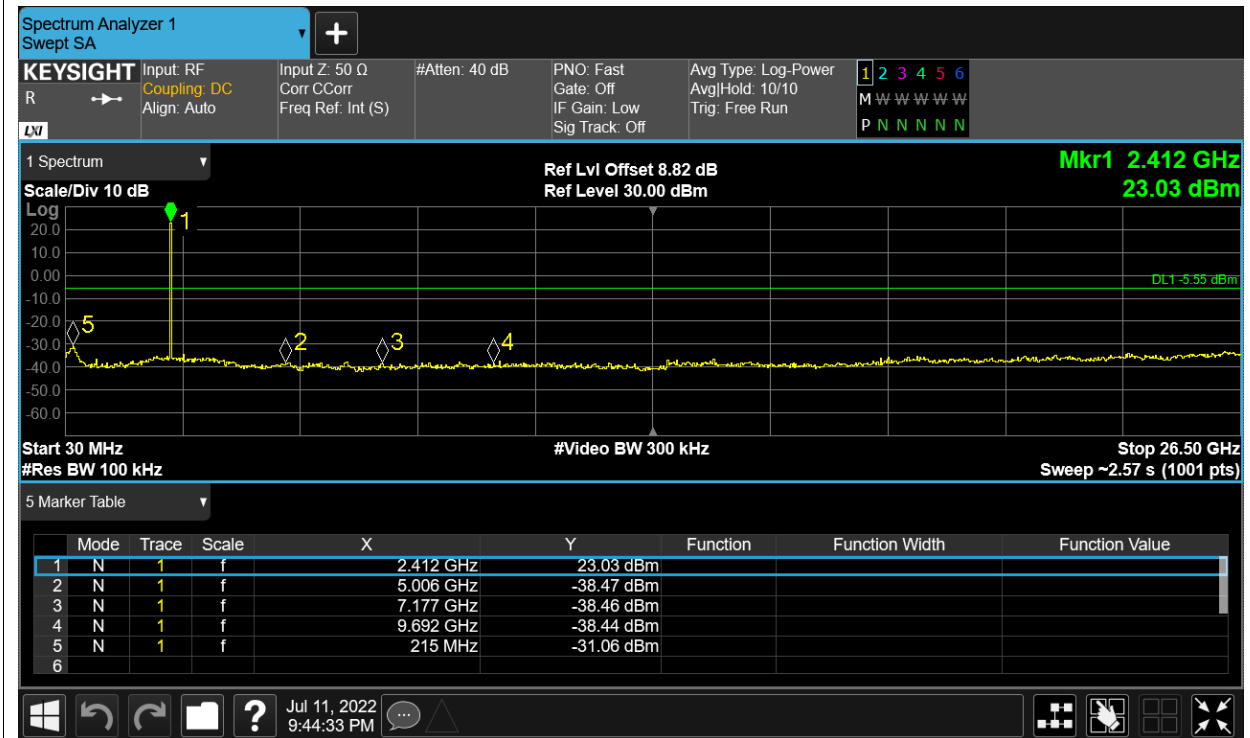 Spectrum Analyzer 1
Swept SA
+
KEYSIGHT
R
LXI
Input: RF
Coupling: DC
Align: Auto
Input Z: 50 Ω
Corr CCorr
Freq Ref: Int (S)
#Atten: 40 dB
PNO: Fast
Gate: Off
IF Gain: Low
Sig Track: Off
Avg Type: Log-Power
Avg|Hold: 10/10
Trig: Free Run
1 2 3 4 5 6
M W W W W W
P N N N N N
1 Spectrum
Scale/Div 10 dB
Ref Lvl Offset 8.82 dB
Ref Level 30.00 dBm
Mkr1 2.412 GHz
23.03 dBm
Log
20.0
10.0
0.00
-10.0
-20.0
-30.0
-40.0
-50.0
-60.0
1
5
2
3
4
DL1 -5.55 dBm
Start 30 MHz
#Res BW 100 kHz
#Video BW 300 kHz
Stop 26.50 GHz
Sweep ~2.57 s (1001 pts)
5 Marker Table
Mode Trace Scale X Y Function Function Width Function Value
1 N 1 f 2.412 GHz 23.03 dBm
2 N 1 f 5.006 GHz -38.47 dBm
3 N 1 f 7.177 GHz -38.46 dBm
4 N 1 f 9.692 GHz -38.44 dBm
5 N 1 f 215 MHz -31.06 dBm
6
?
Jul 11, 2022
9:44:33 PM